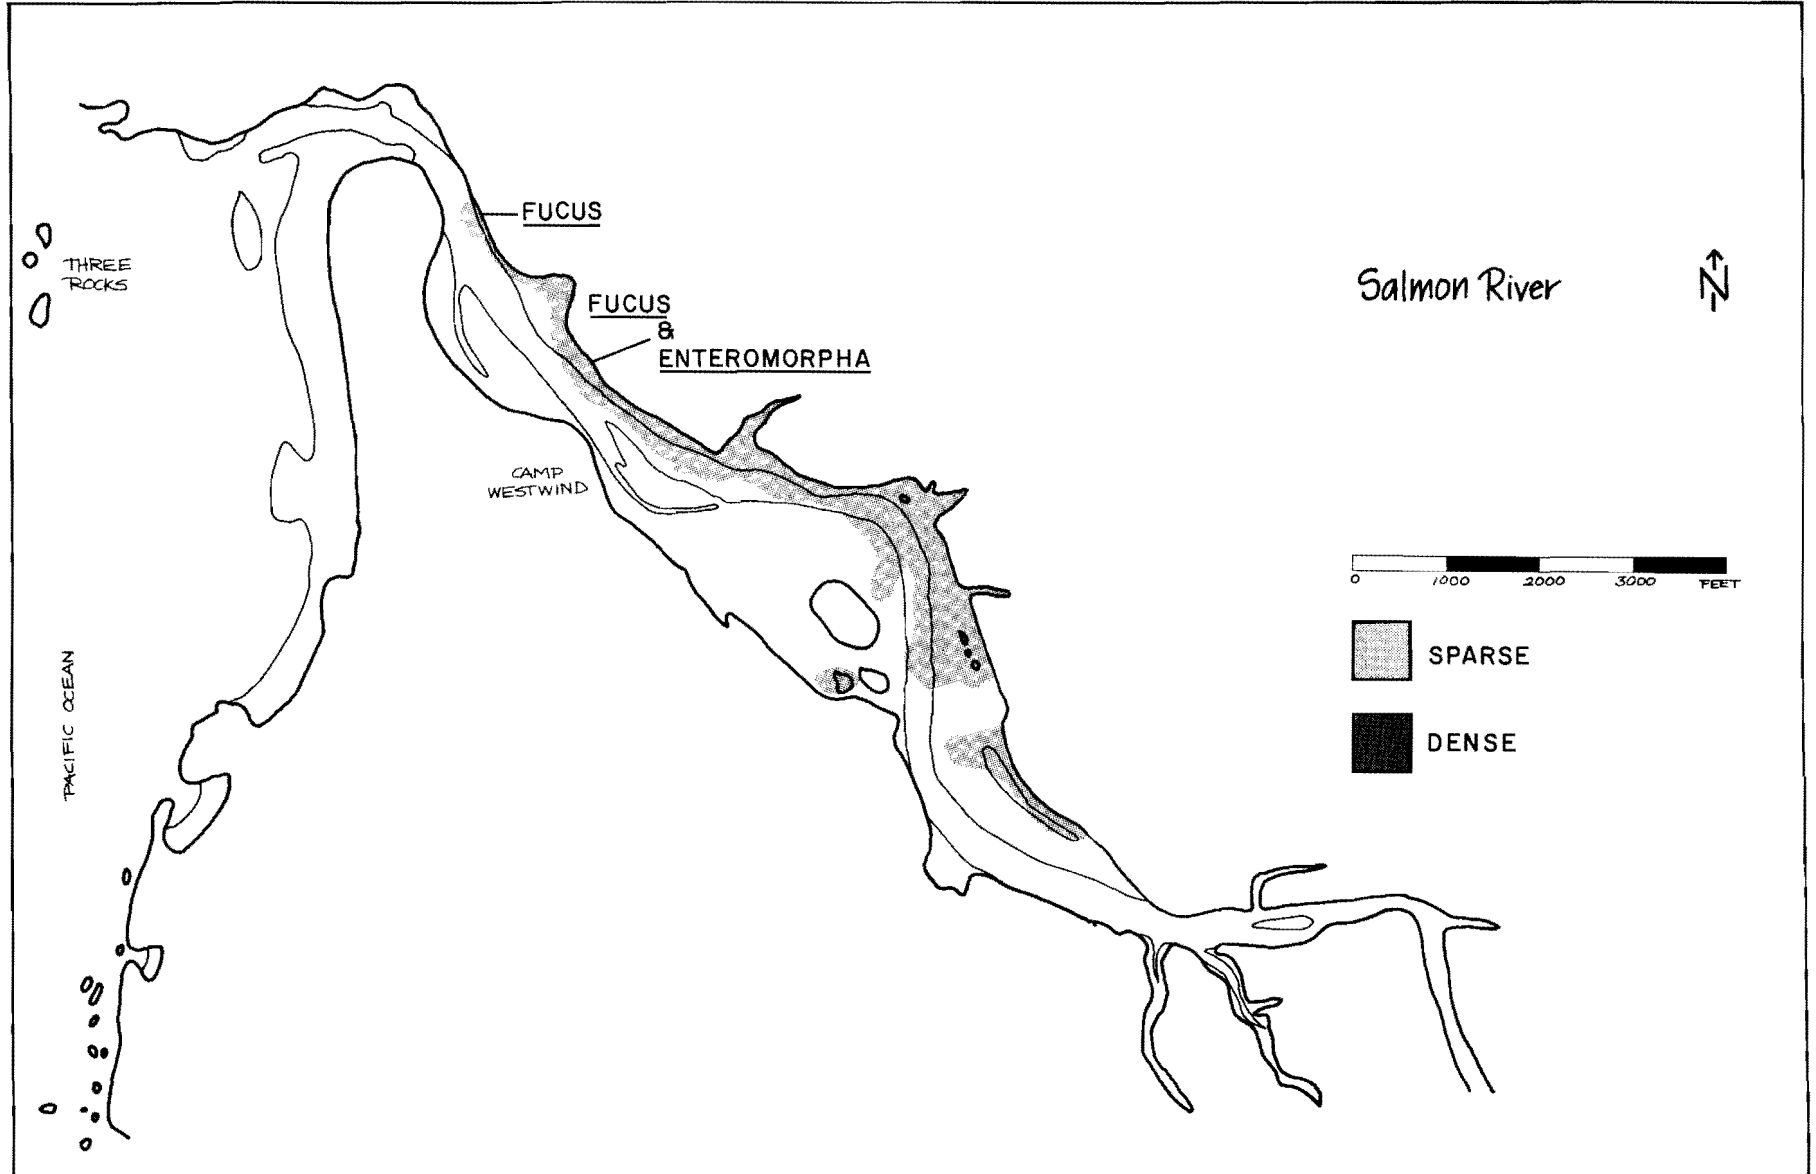 FUCUS
THREE
ROCKS
Salmon River
N
FUCUS
&
ENTEROMORPHA
CAMP
WESTWIND
0 1000 2000 3000 FEET
SPARSE
PACIFIC OCEAN
DENSE